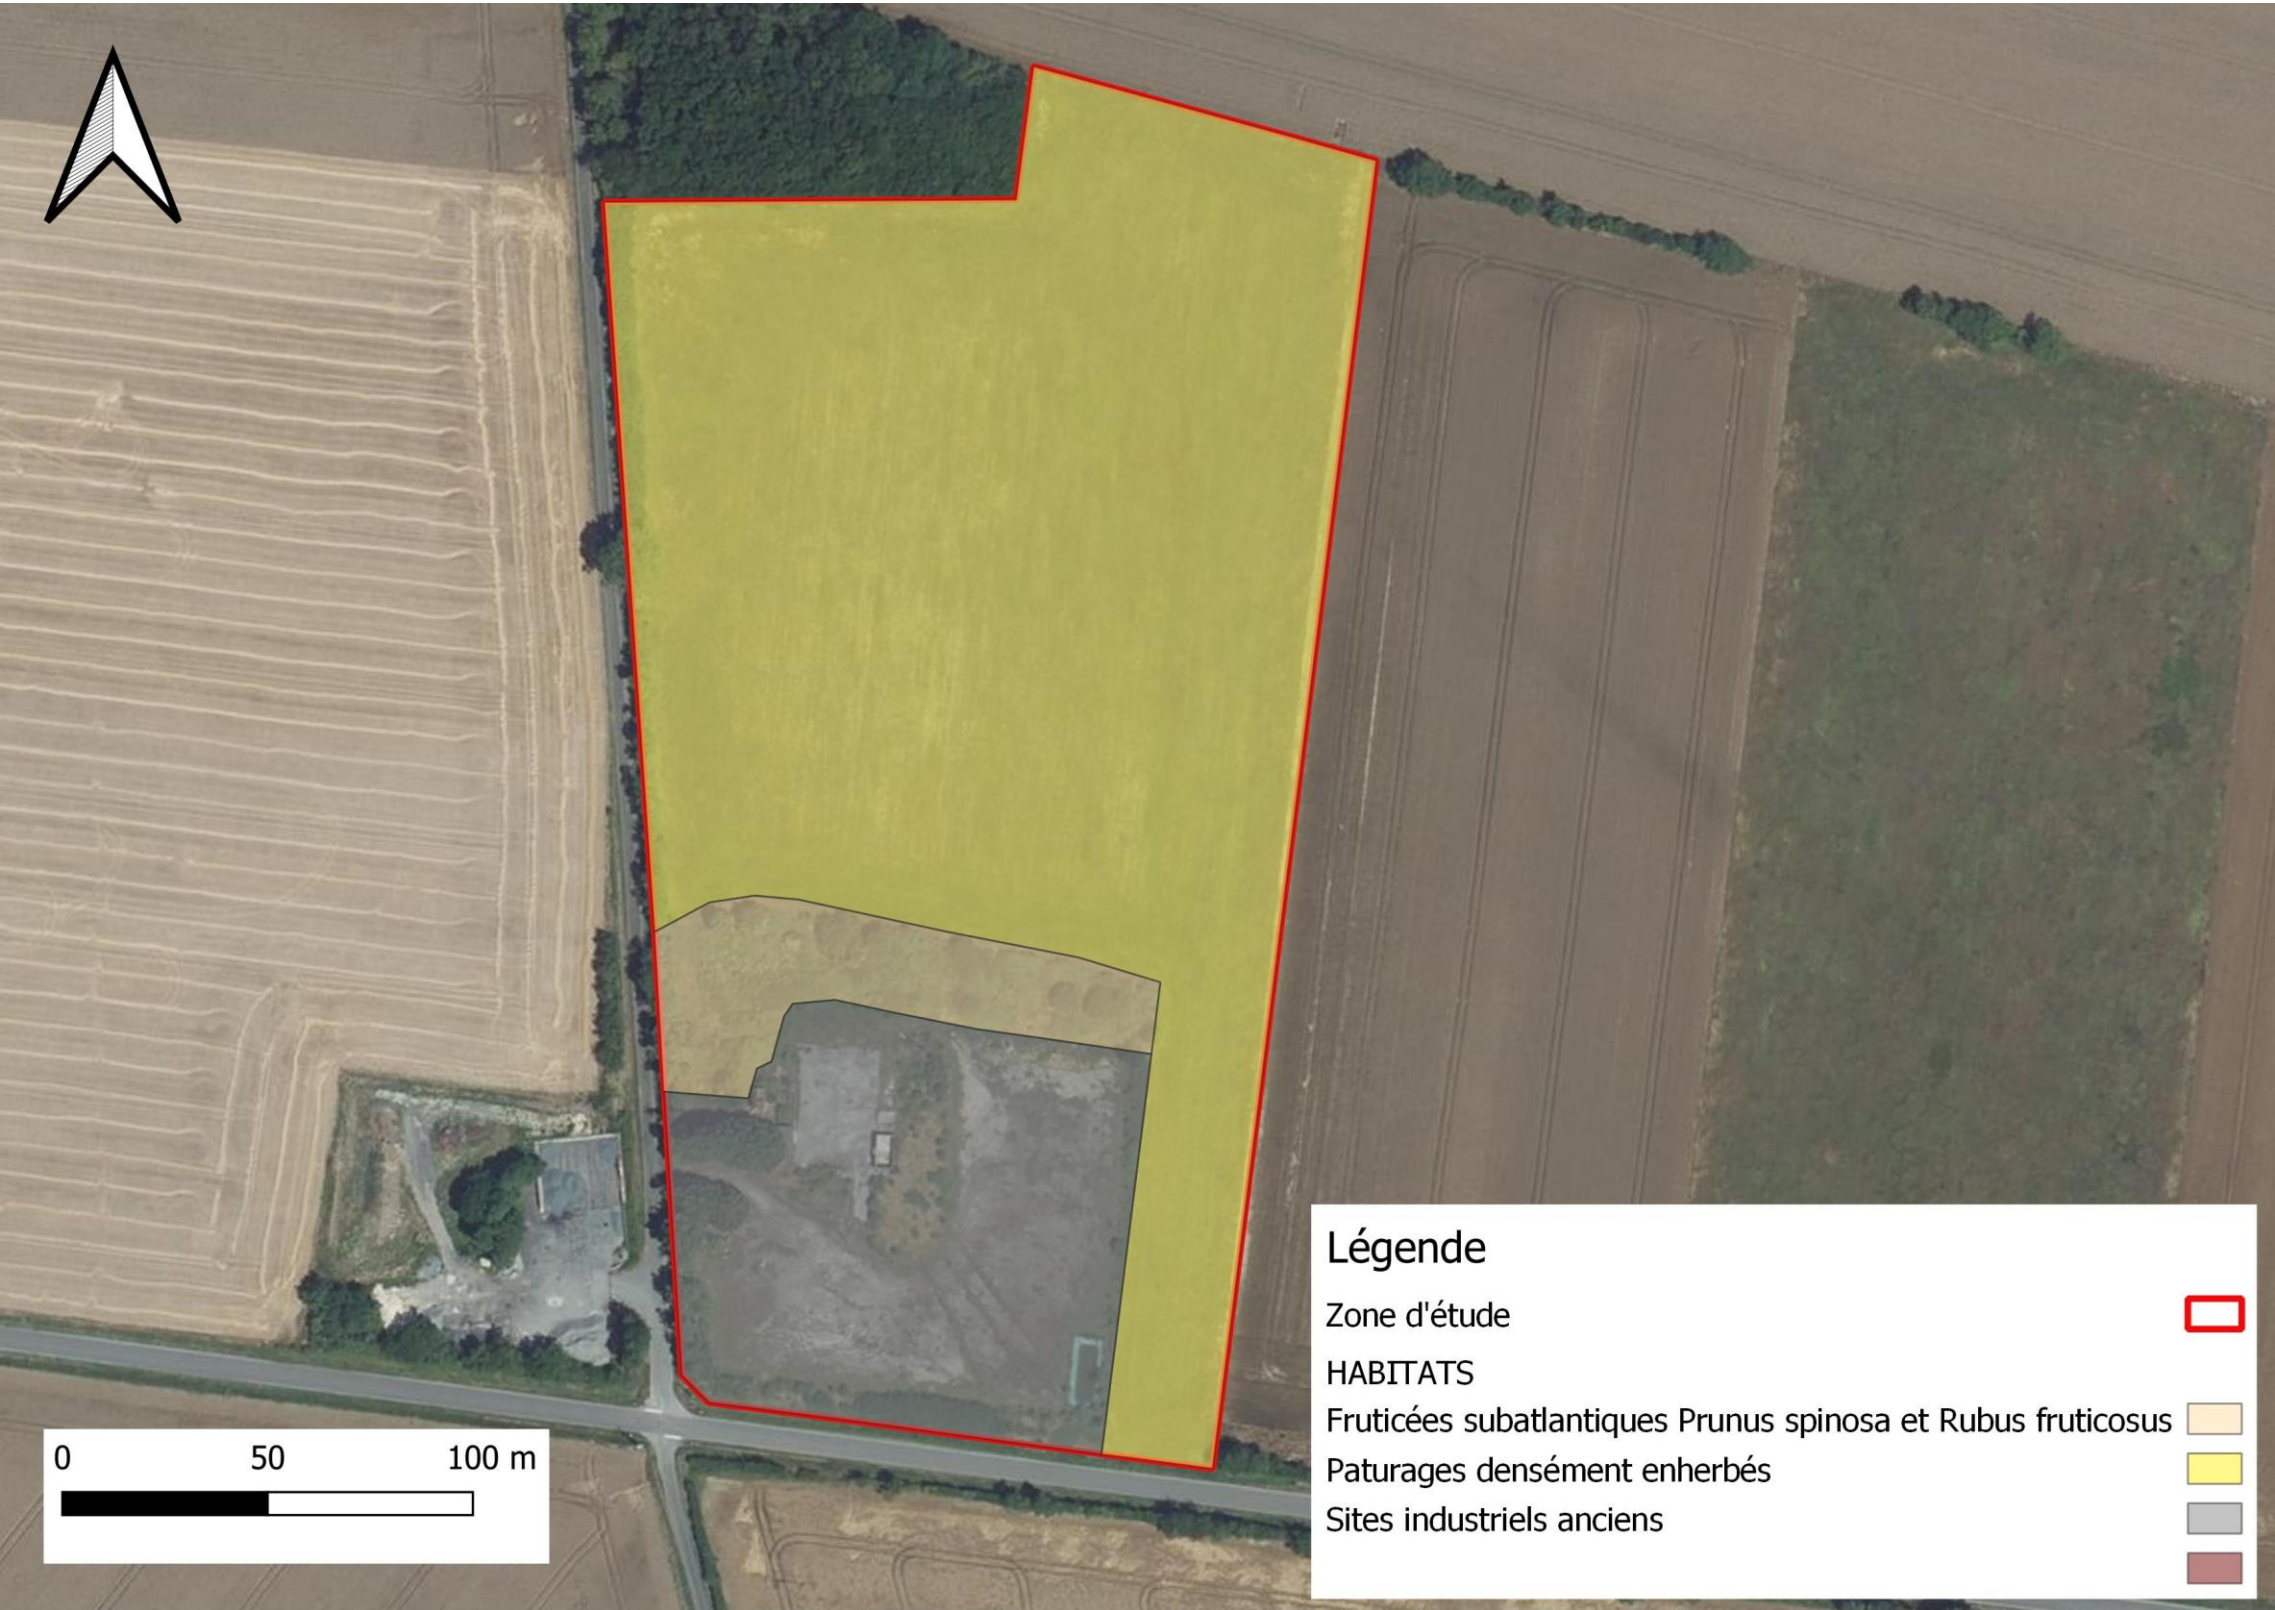 Légende
Zone d'étude
HABITATS
Fruticées subatlantiques Prunus spinosa et Rubus fruticosus
Paturages densément enherbés
Sites industriels anciens
0 50 100 m